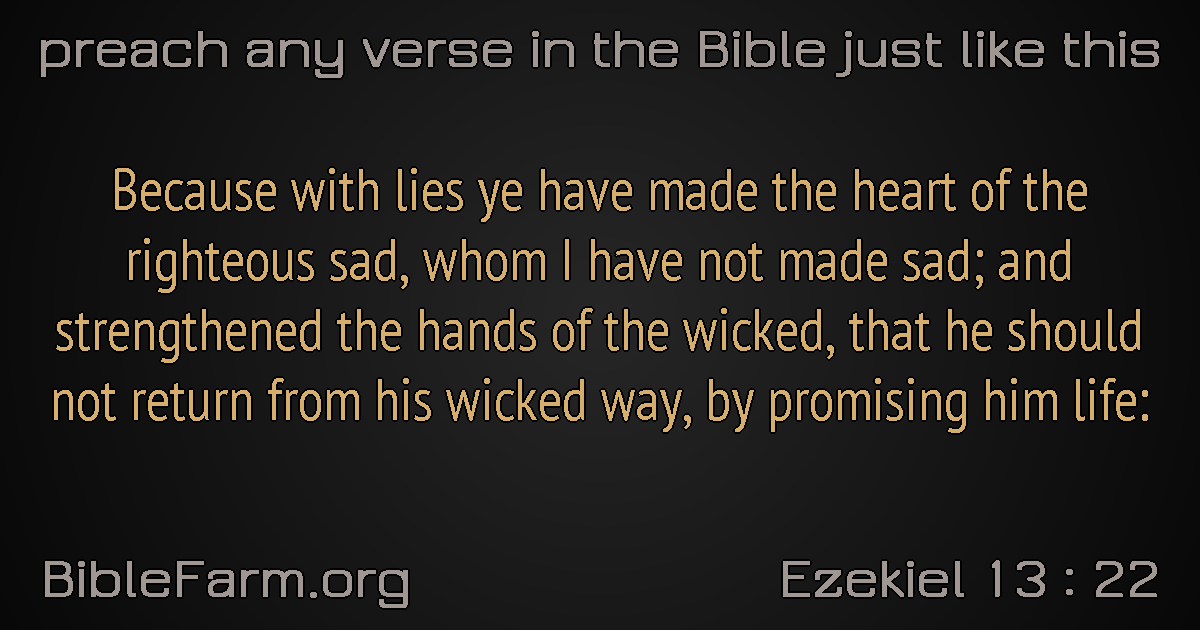 preach any verse in the Bible just like this
Because with lies ye have made the heart of the
righteous sad, whom I have not made sad; and
strengthened the hands of the wicked, that he should
not return from his wicked way, by promising him life:
BibleFarm.org
Ezekiel 13 : 22